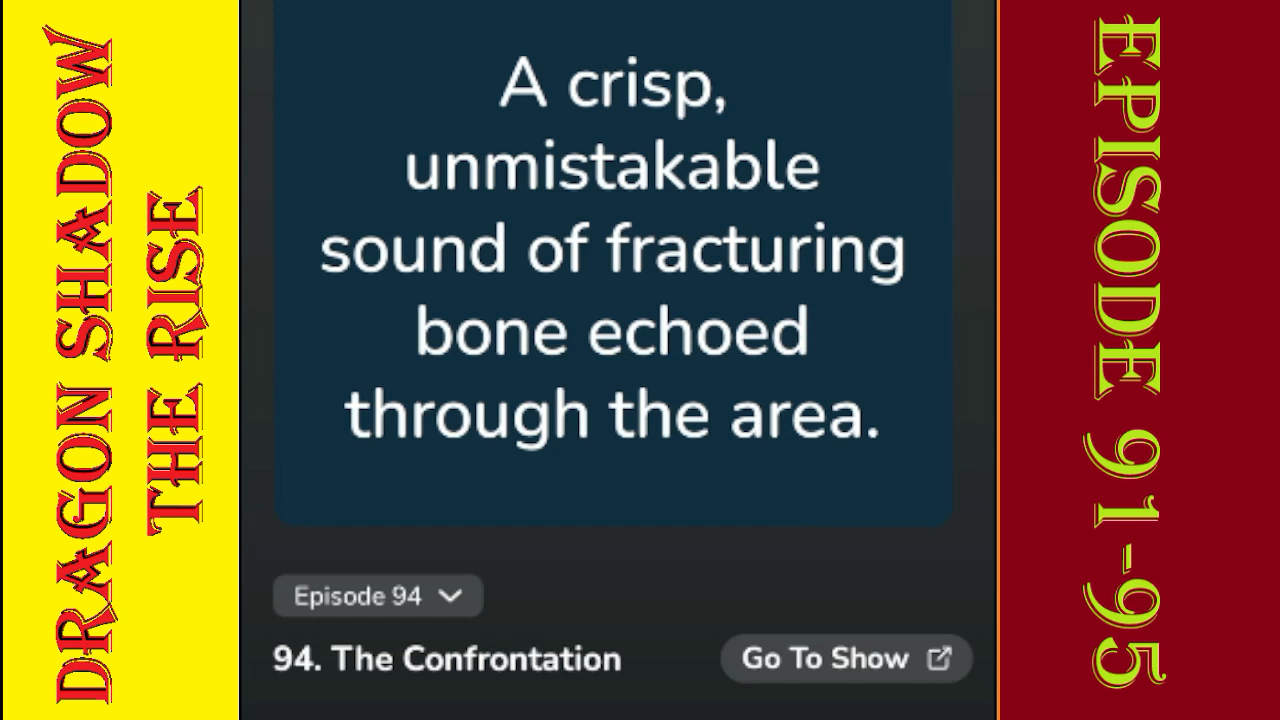 DRAGON SHADOW
THE RISE
A crisp,
unmistakable
sound of fracturing
bone echoed
through the area.
Episode 94
94. The Confrontation
Go To Show
EPISODE 91-95